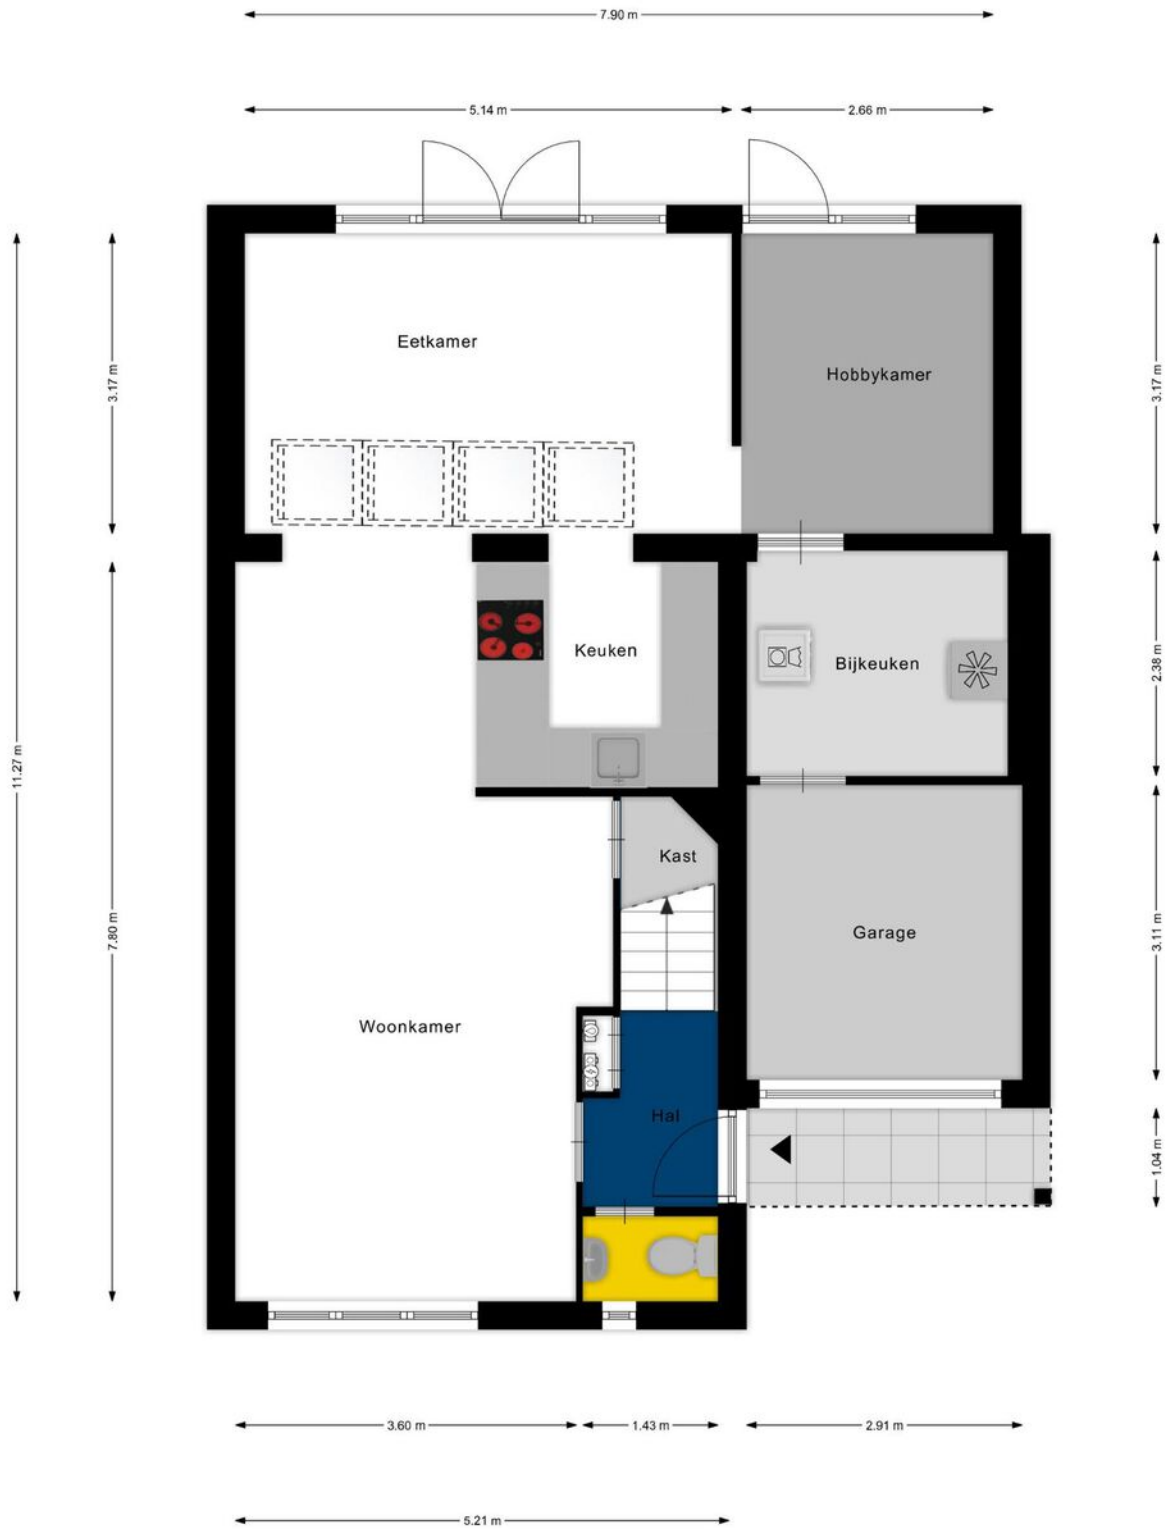 7.90 m
5.14 m
2.66 m
Eetkamer
Hobbykamer
3.17 m
3.17 m
Keuken
Bijkeuken
2.38 m
11.27 m
Kast
7.80 m
Garage
3.11 m
Woonkamer
Hal
1.04 m
3.60 m
1.43 m
2.91 m
5.21 m